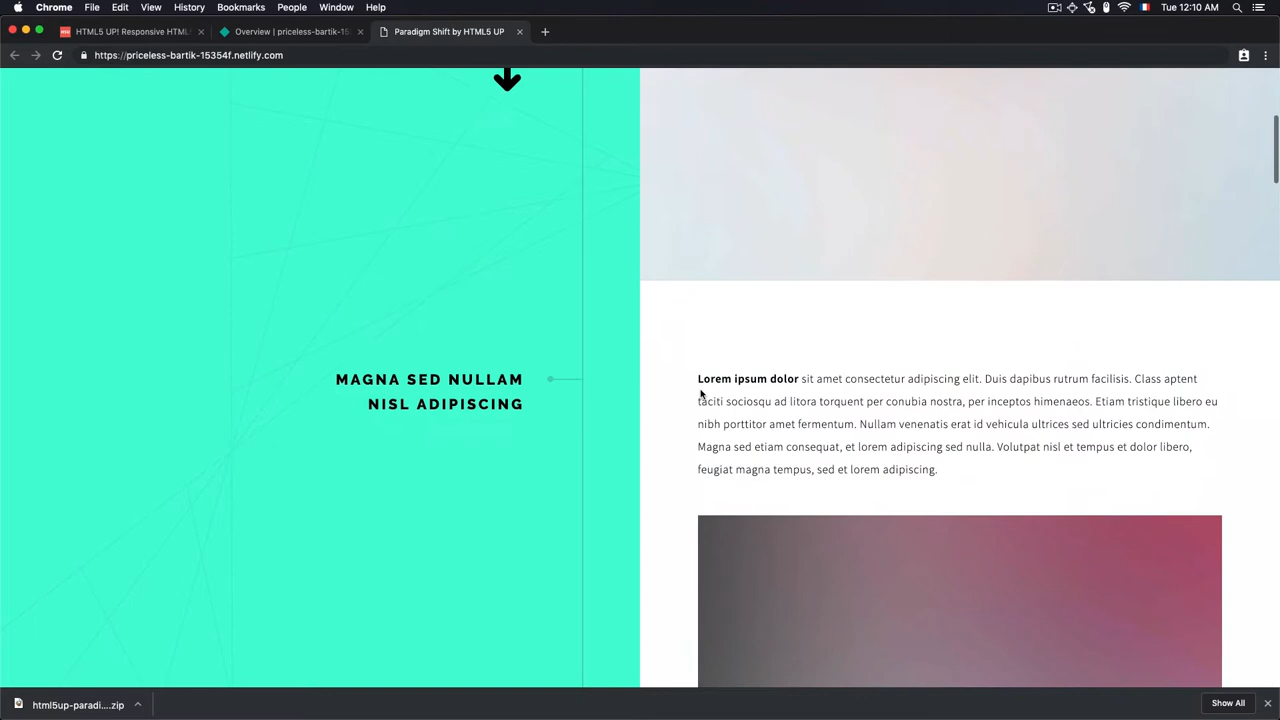 Chrome File Edit View History Bookmarks People Window Help Tue 12:10 AM
HTML5 UP! Responsive HTML5 Overview | priceless-bartik-15 Paradigm Shift by HTML5 UP
https://priceless-bartik-15354f.netlify.com
MAGNA SED NULLAM
NISL ADIPISCING
Lorem ipsum dolor sit amet consectetur adipiscing elit. Duis dapibus rutrum facilisis. Class aptent
taciti sociosqu ad litora torquent per conubia nostra, per inceptos himenaeos. Etiam tristique libero eu
nibh porttitor amet fermentum. Nullam venenatis erat id vehicula ultrices sed ultricies condimentum.
Magna sed etiam consequat, et lorem adipiscing sed nulla. Volutpat nisl et tempus et dolor libero,
feugiat magna tempus, sed et lorem adipiscing.
html5up-paradi....zip Show All